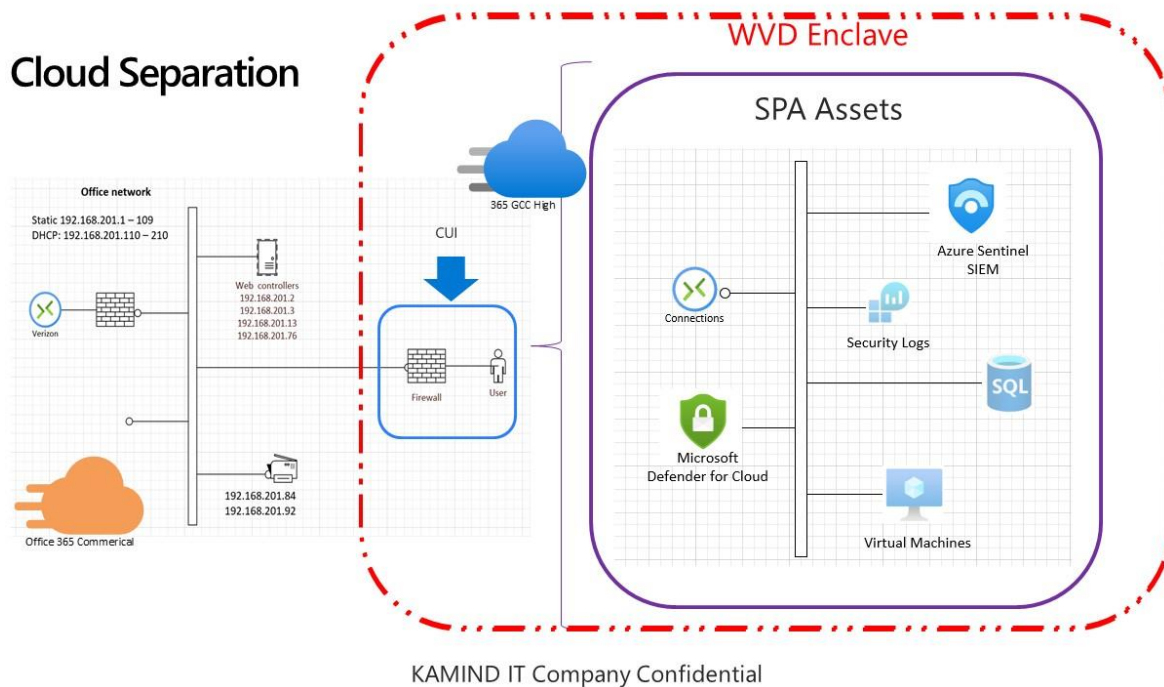 Cloud Separation
WVD Enclave
SPA Assets
365 GCC High
CUI
Office network
Static 192.168.201.1 – 109
DHCP: 192.168.201.110 – 210
Web controllers
192.168.201.2
192.168.201.3
192.168.201.13
192.168.201.76
Verizon
Firewall
User
192.168.201.84
192.168.201.92
Office 365 Commerical
Azure Sentinel
SIEM
Connections
Security Logs
SQL
Microsoft
Defender for Cloud
Virtual Machines
KAMIND IT Company Confidential